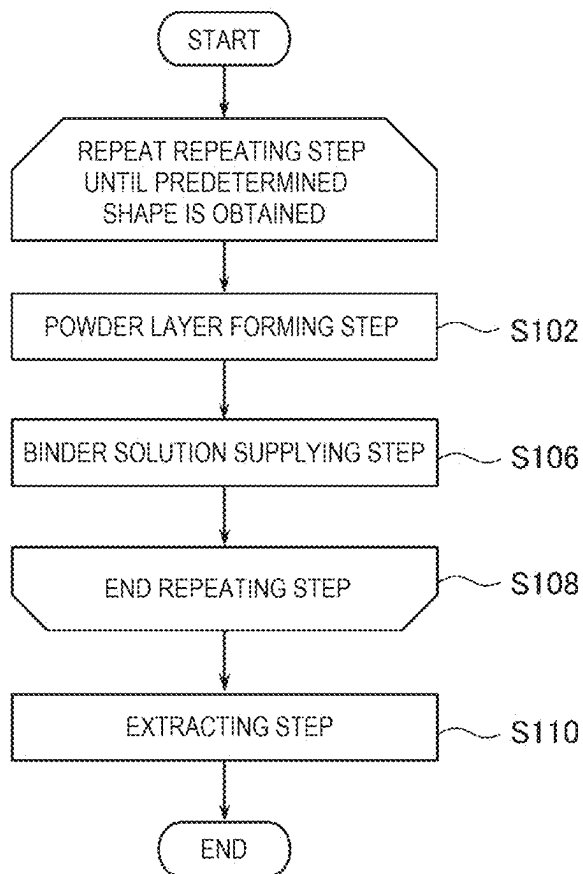 START
REPEAT REPEATING STEP
UNTIL PREDETERMINED
SHAPE IS OBTAINED
POWDER LAYER FORMING STEP
S102
BINDER SOLUTION SUPPLYING STEP
S106
END REPEATING STEP
S108
EXTRACTING STEP
S110
END